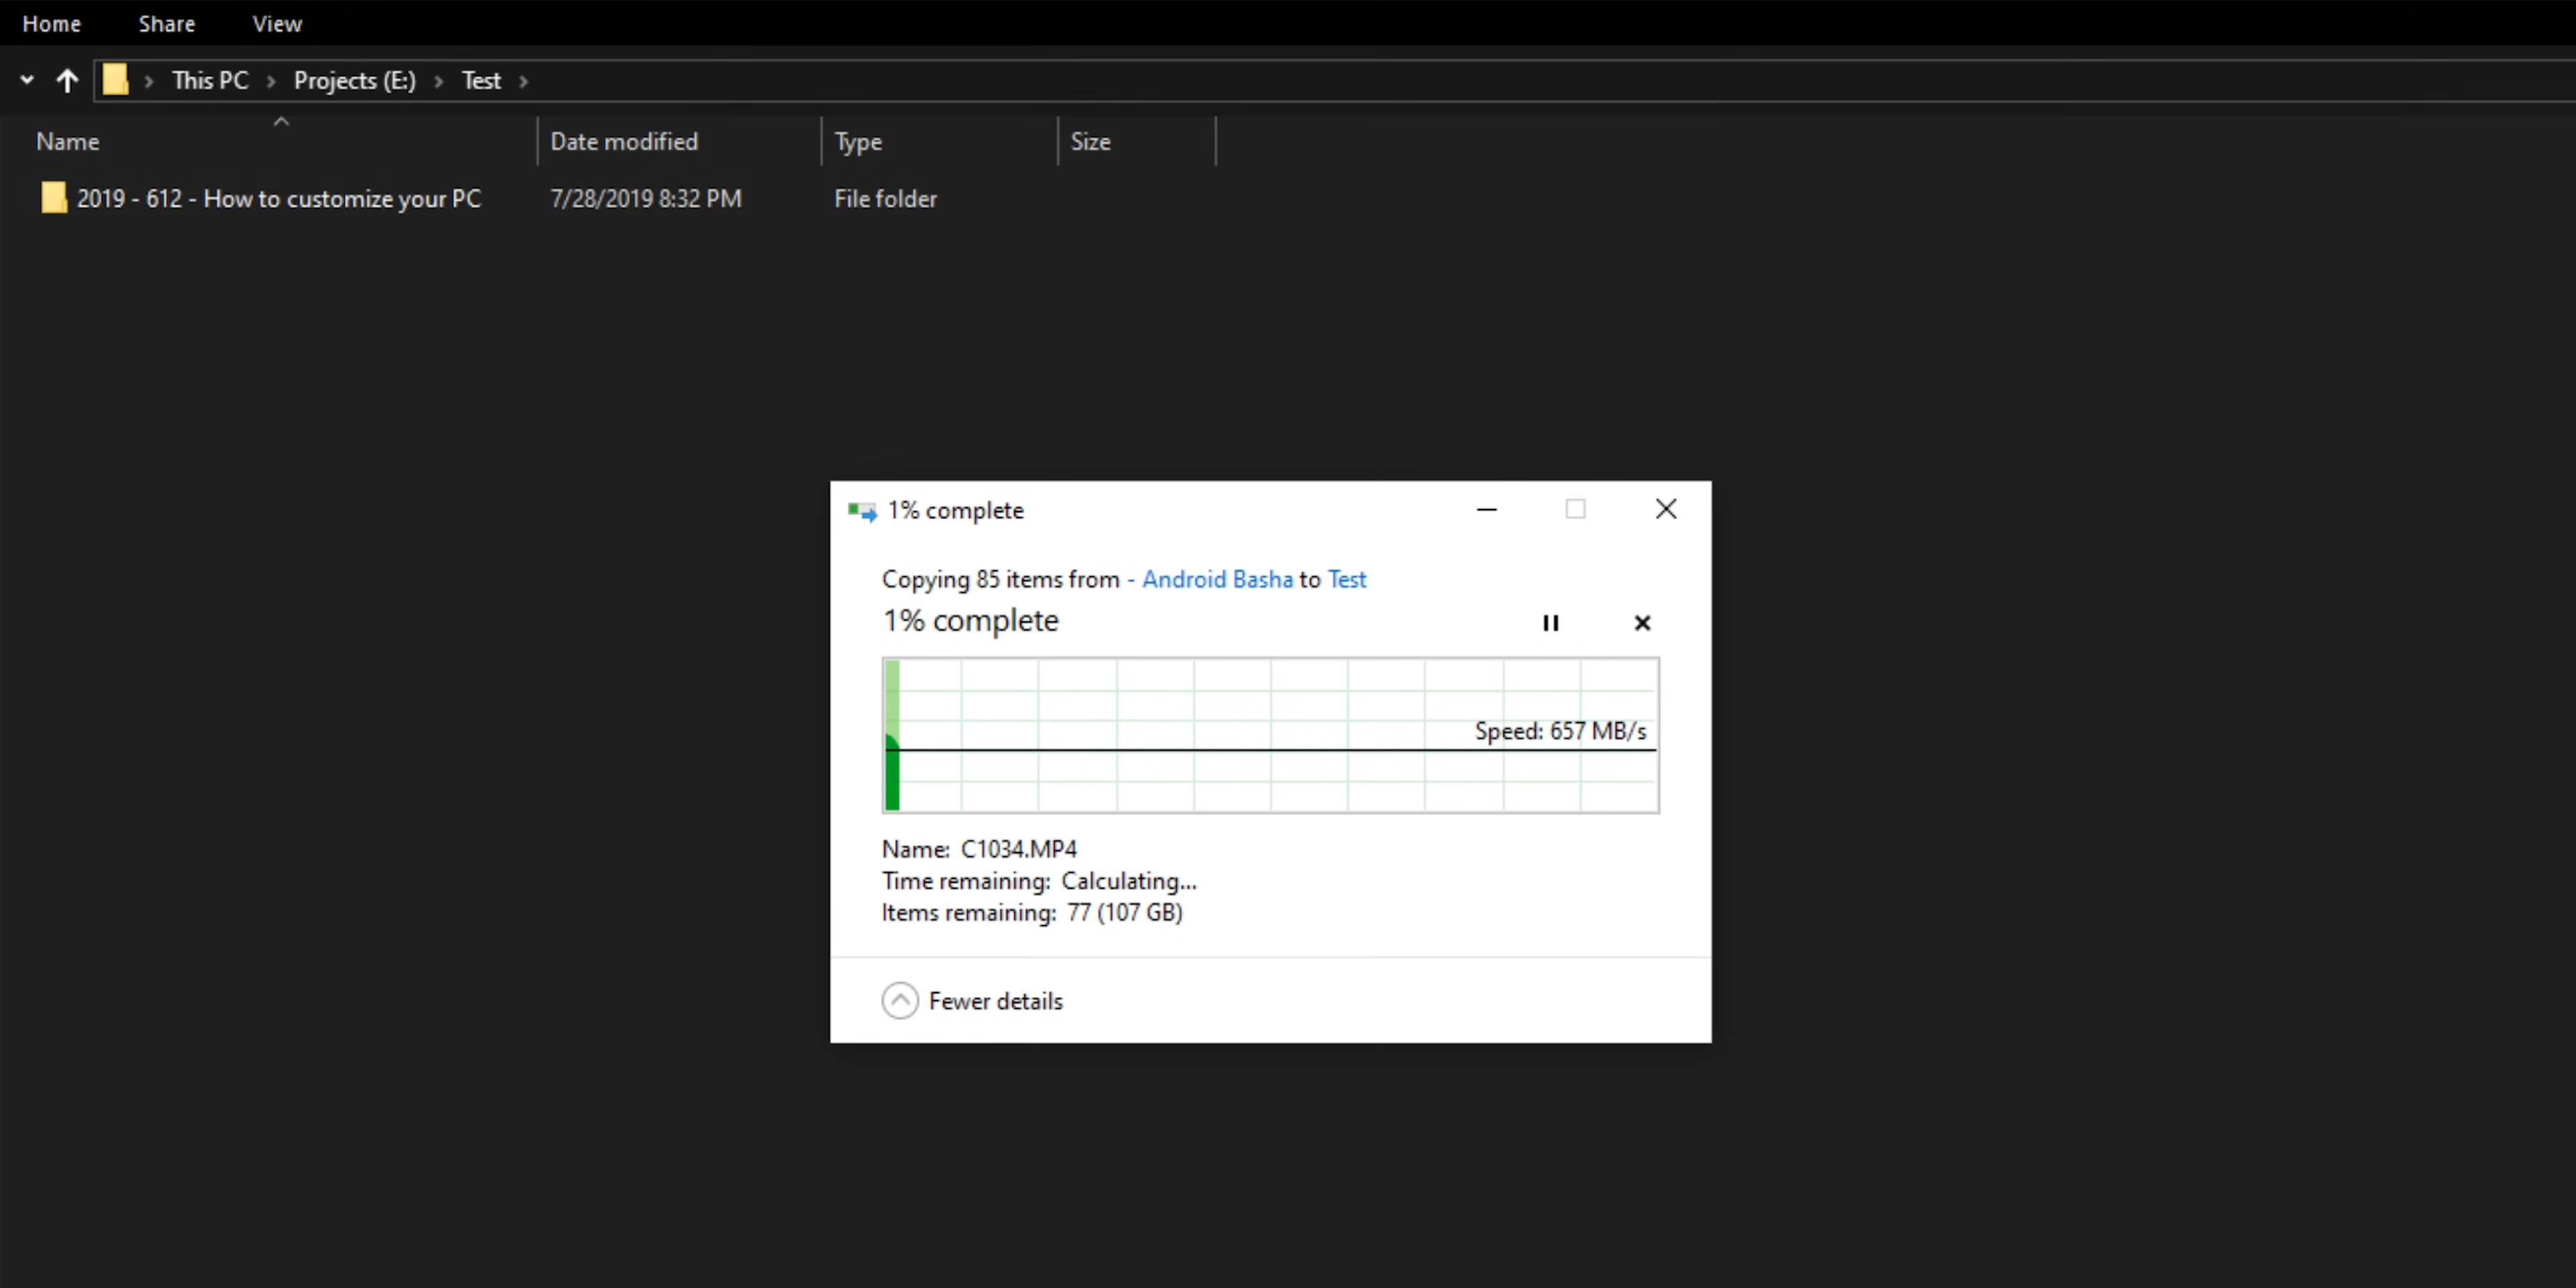 Home Share View
This PC Projects (E:) Test
Name Date modified Type Size
2019 - 612 - How to customize your PC 7/28/2019 8:32 PM File folder
1% complete
Copying 85 items from - Android Basha to Test
1% complete
Speed: 657 MB/s
Name: C1034.MP4
Time remaining: Calculating...
Items remaining: 77 (107 GB)
Fewer details